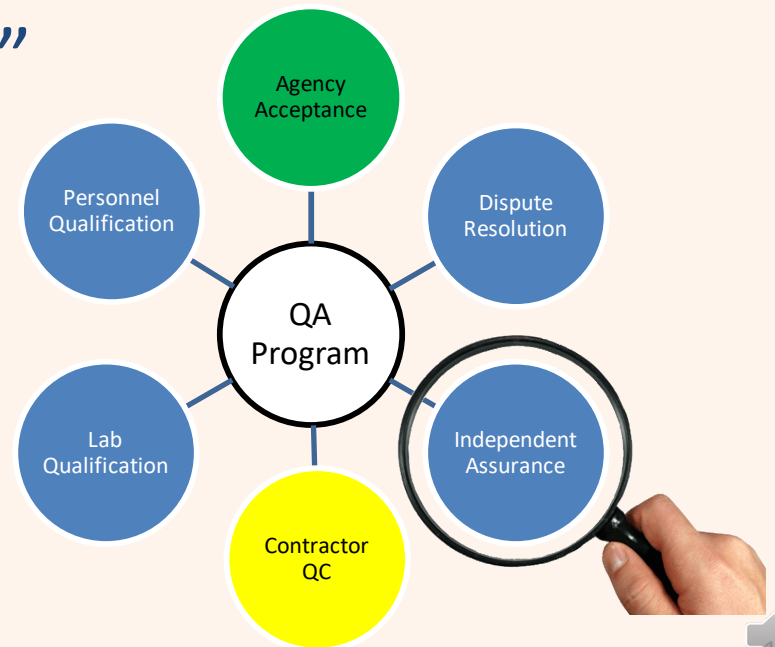 ”
Agency
Acceptance
Personnel
Qualification
Dispute
Resolution
QA
Program
Lab
Qualification
Independent
Assurance
Contractor
QC